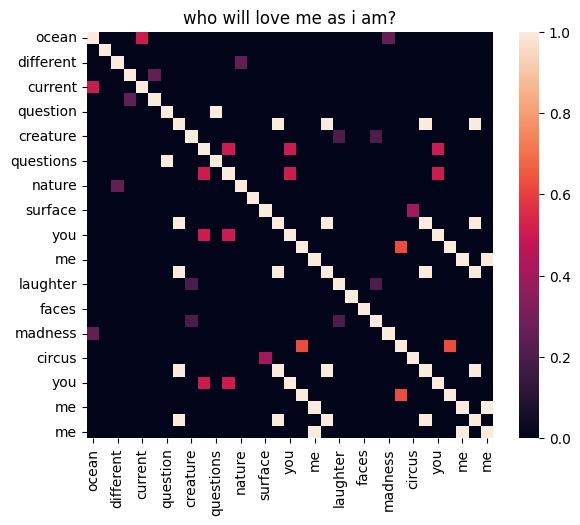 who will love me as i am?
ocean
different
current
question
creature
questions
nature
surface
you
me
laughter
faces
madness
circus
you
me
me
1.0
0.8
0.6
0.4
0.2
0.0
ocean
different
current
question
creature
questions
nature
surface
you
me
laughter
faces
madness
circus
you
me
me